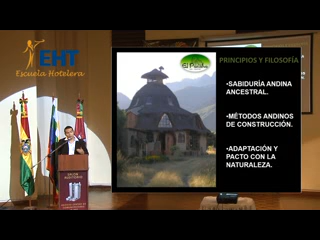 EHT
Escuela Hotelera
PRINCIPIOS Y FILOSOFÍA
•SABIDURÍA ANDINA
ANCESTRAL.
•MÉTODOS ANDINOS
DE CONSTRUCCIÓN.
•ADAPTACIÓN Y
PACTO CON LA
NATURALEZA.